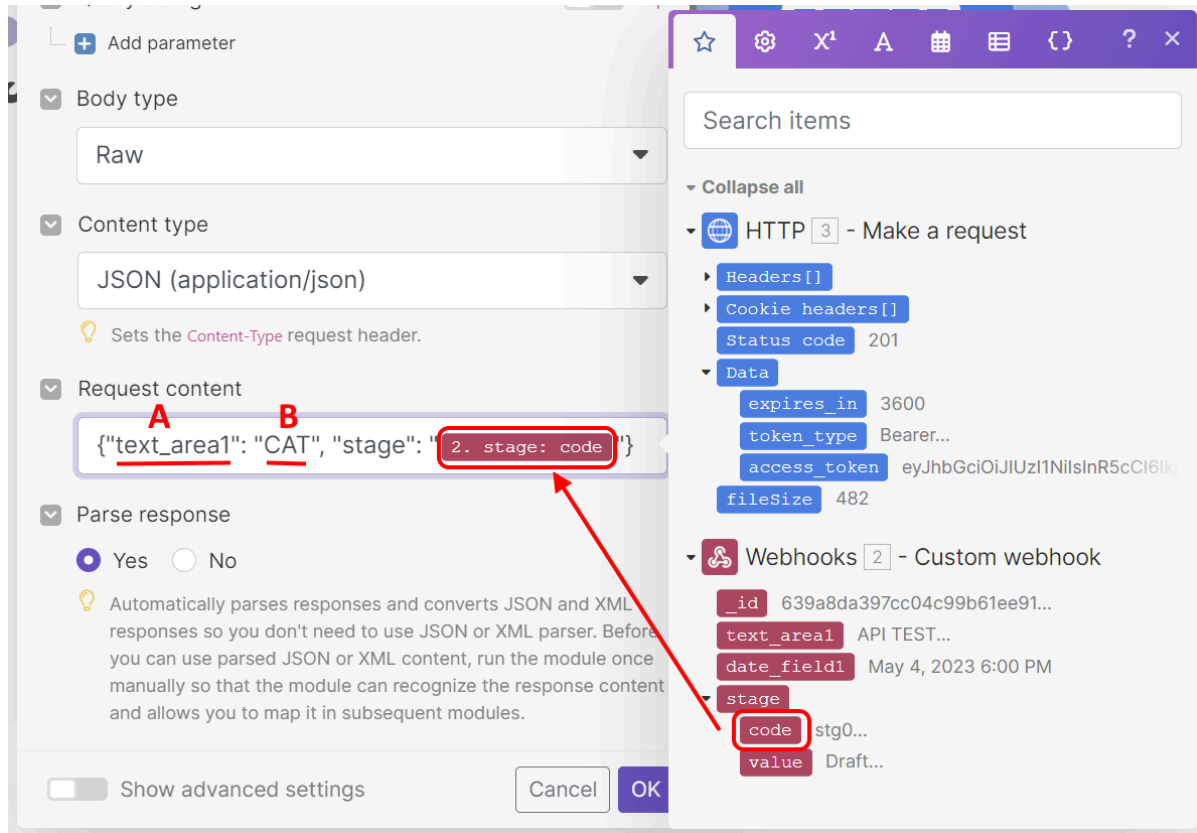 Add parameter
Body type
Raw
Content type
JSON (application/json)
Sets the Content-Type request header.
Request content
A B
{"text_area1": "CAT", "stage": "2. stage: code"}
Parse response
Yes No
Automatically parses responses and converts JSON and XML
responses so you don't need to use JSON or XML parser. Before
you can use parsed JSON or XML content, run the module once
manually so that the module can recognize the response content
and allows you to map it in subsequent modules.
Show advanced settings
Cancel
OK
X¹ A {} ? ×
Search items
Collapse all
HTTP 3 - Make a request
Headers[]
Cookie headers[]
Status code 201
Data
expires_in 3600
token_type Bearer...
access_token
fileSize 482
Webhooks 2 - Custom webhook
_id 639a8da397cc04c99b61ee91...
text_area1 API TEST...
date_field1 May 4, 2023 6:00 PM
stage
code stg0...
value Draft...